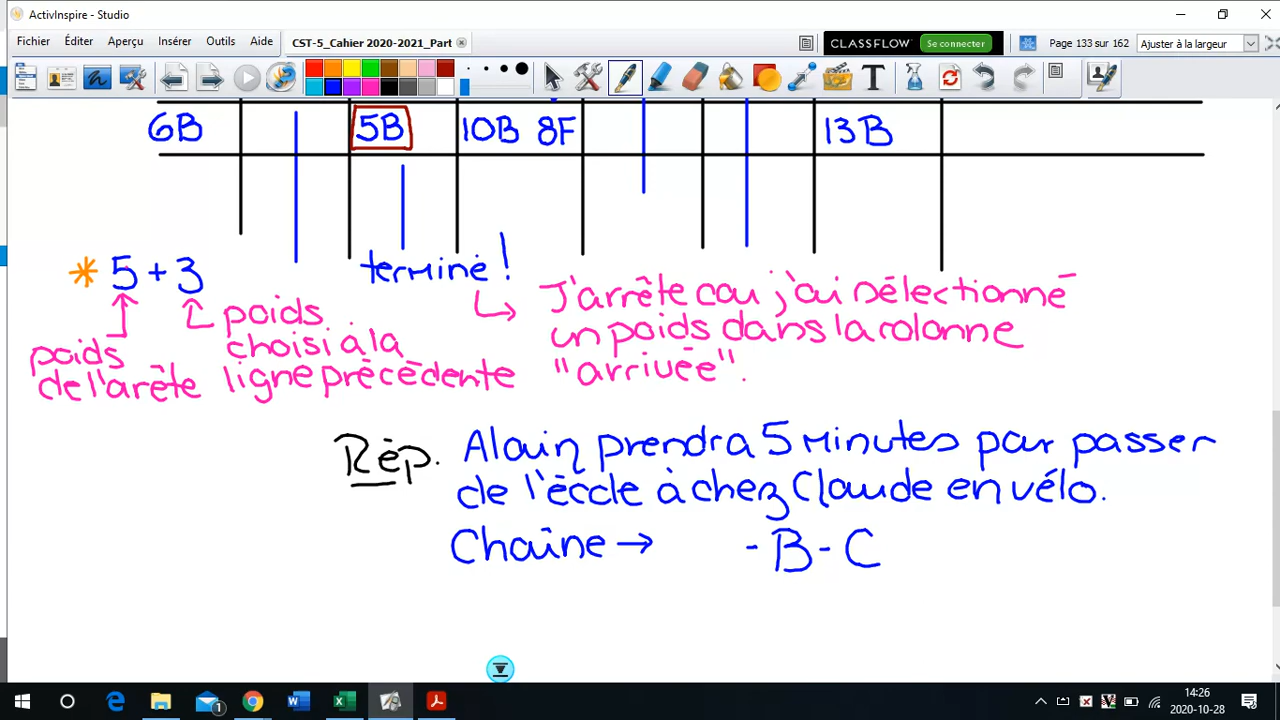 ActivInspire - Studio
Fichier Éditer Aperçu Insérer Outils Aide CST-5_Cahier 2020-2021_Part CLASSFLOW Se connecter Page 133 sur 162 Ajuster à la largeur
6B 5B 10B 8F 13B
* 5 + 3 terminé!
poids de l'arête
poids choisi à la ligne précédente
J'arrête car j'ai sélectionné
un poids dans la colonne
"arrivée".
Rép. Alain prendra 5 minutes par passer
de l'école à chez Claude en vélo.
Chaîne → - B - C
1
14:26
2020-10-28